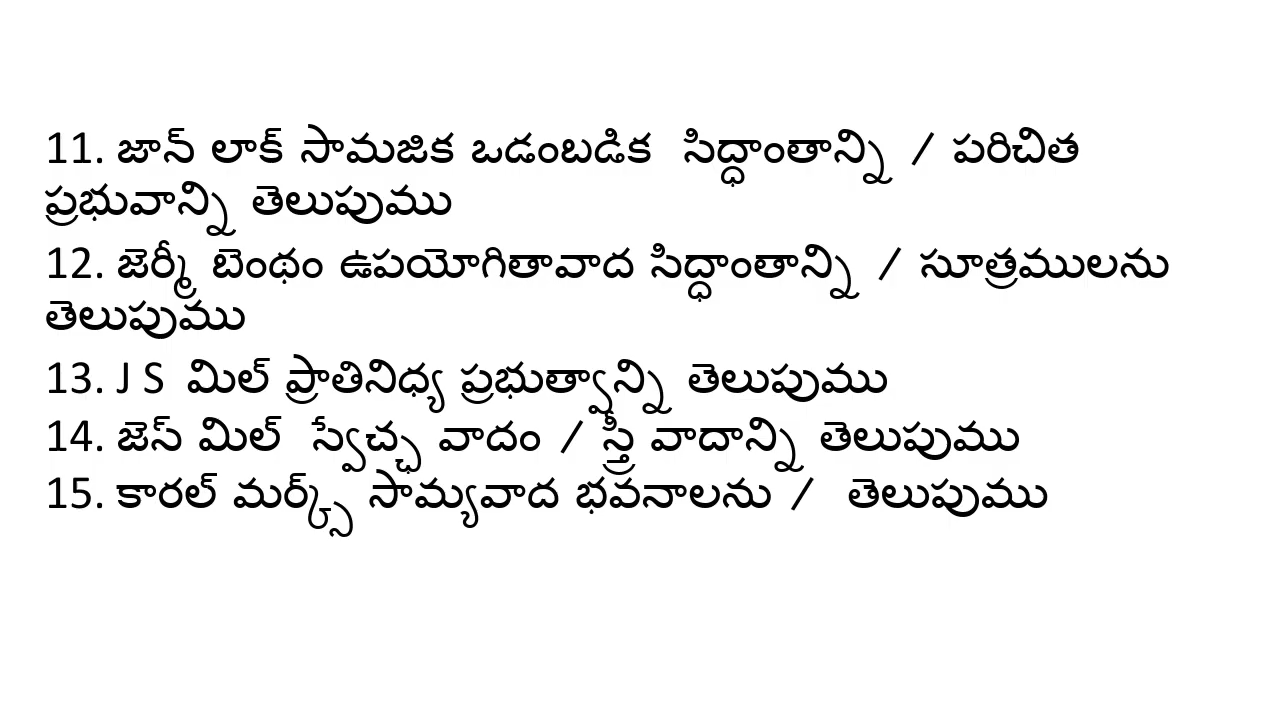 11. జాన్ లాక్ సామజిక ఒడంబడిక సిద్ధాంతాన్ని / పరిచిత
ప్రభువాన్ని తెలుపుము
12. జెర్మీ బెంథం ఉపయోగితావాద సిద్ధాంతాన్ని / సూత్రములను
తెలుపుము
13. J S మిల్ ప్రాతినిధ్య ప్రభుత్వాన్ని తెలుపుము
14. జెస్ మిల్ స్వేచ్ఛ వాదం / స్త్రీ వాదాన్ని తెలుపుము
15. కారల్ మర్క్స్ సామ్యవాద భవనాలను / తెలుపుము